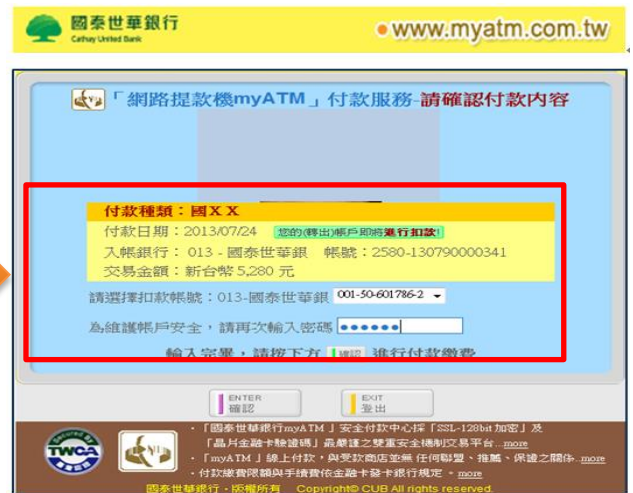 國泰世華銀行
Cathay United Bank
www.myatm.com.tw
「網路提款機myATM」付款服務-請確認付款內容
付款種類：國XX
付款日期：2013/07/24 您的(轉出)帳戶即將進行扣款!
入帳銀行：013 - 國泰世華銀 帳號：2580-130790000341
交易金額：新台幣 5,280 元
請選擇扣款帳號：013-國泰世華銀 001-50-601786-2
為維護帳戶安全，請再次輸入密碼 ●●●●●●
輸入完畢，請按下方 確認 進行付款繳費
ENTER
確認
EXIT
登出
·「國泰世華銀行myATM」安全付款中心採「SSL-128bit 加密」及
「晶片金融卡驗證碼」最嚴謹之雙重安全機制交易平台...more
·「myATM」線上付款，與受款商店並無任何聯盟、推薦、保證之關係...more
·付款繳費限額與手續費依金融卡發卡銀行規定。more
Secured By
TWCA
國泰世華銀行‧版權所有 Copyright© CUB All rights reserved.